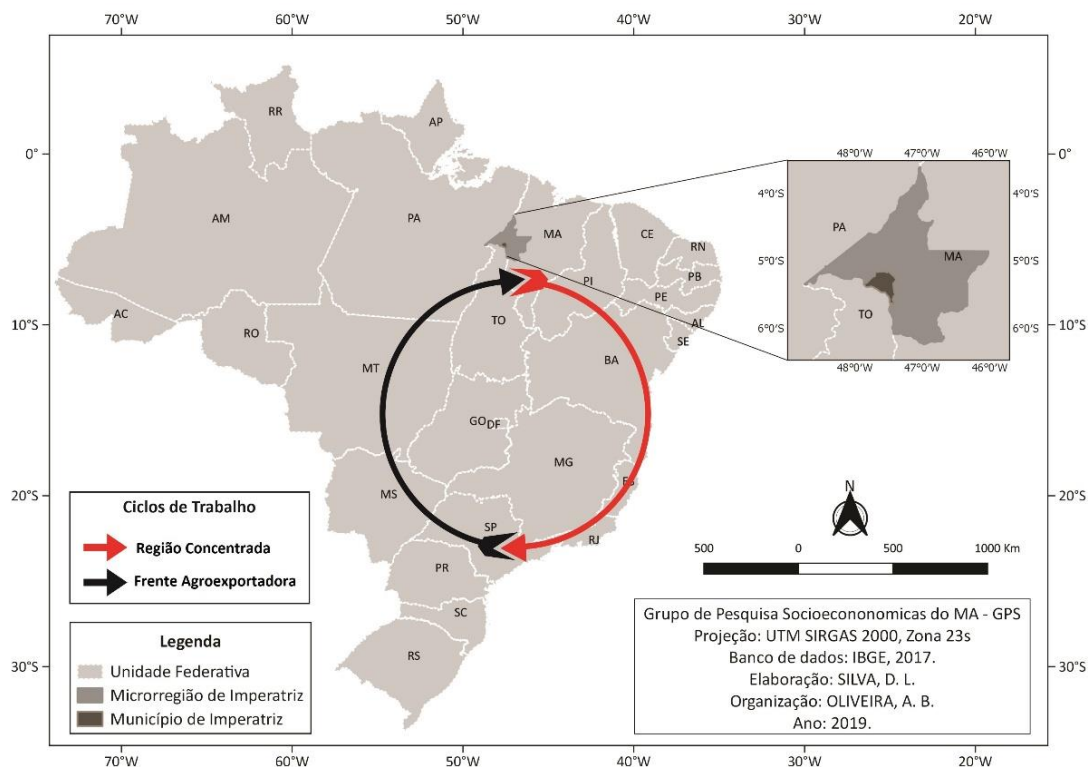 70°W 60°W 50°W 40°W 30°W 20°W
RR
AP
0°
0°
48°0'W 47°0'W 46°0'W
4°0'S
4°0'S
AM
PA
MA
CE
RN
PB
PI
PE
AL
SE
PA
MA
TO
5°0'S
5°0'S
6°0'S
6°0'S
48°0'W 47°0'W 46°0'W
AC
RO
TO
BA
MT
10°S
10°S
GO
DF
MG
ES
MS
SP
RJ
PR
SC
RS
20°S
20°S
Ciclos de Trabalho
Região Concentrada
Frente Agroexportadora
Legenda
Unidade Federativa
Microrregião de Imperatriz
Município de Imperatriz
N
500 0 500 1000 Km
Grupo de Pesquisa Socioecononomicas do MA - GPS
Projeção: UTM SIRGAS 2000, Zona 23s
Banco de dados: IBGE, 2017.
Elaboração: SILVA, D. L.
Organização: OLIVEIRA, A. B.
Ano: 2019.
30°S
30°S
70°W 60°W 50°W 40°W 30°W 20°W